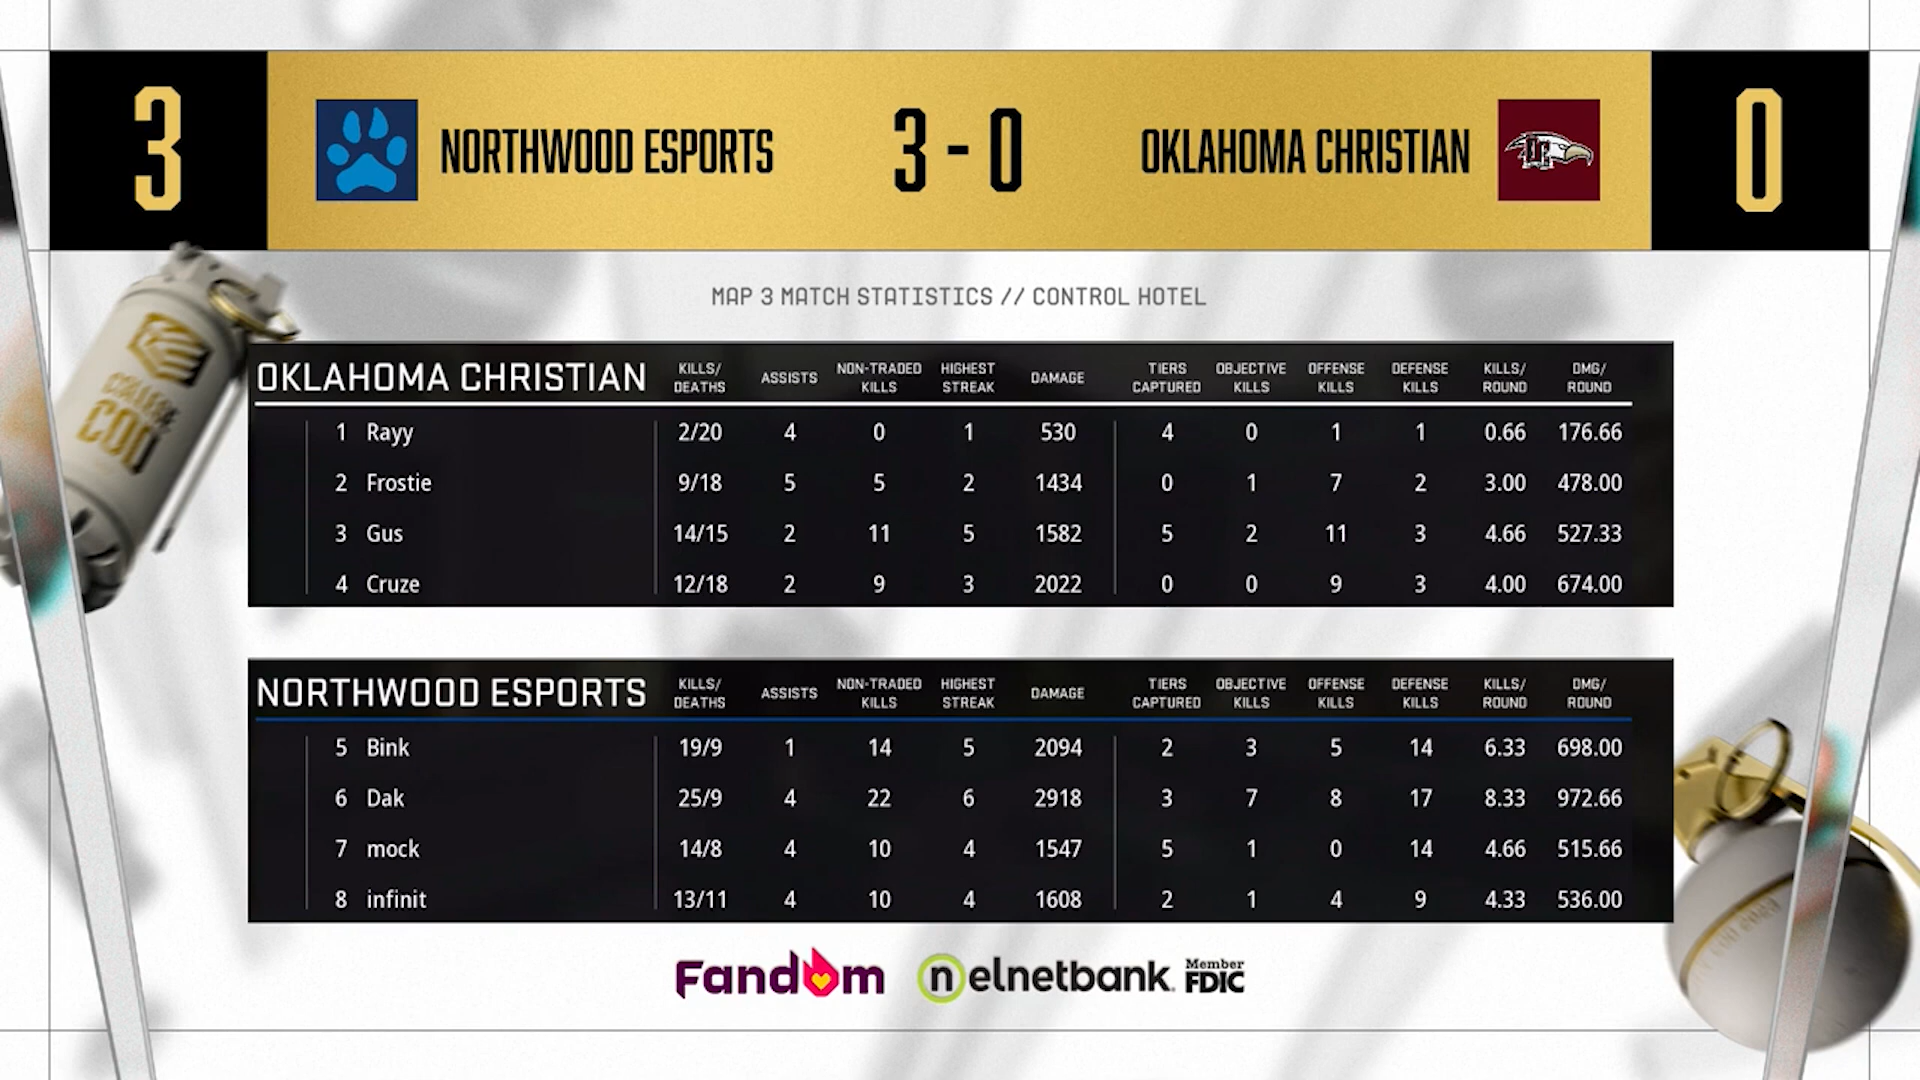 3 NORTHWOOD ESPORTS 3 - 0 OKLAHOMA CHRISTIAN 0
MAP 3 MATCH STATISTICS // CONTROL HOTEL
OKLAHOMA CHRISTIAN KILLS/DEATHS ASSISTS NON-TRADED KILLS HIGHEST STREAK DAMAGE TIERS CAPTURED OBJECTIVE KILLS OFFENSE KILLS DEFENSE KILLS KILLS/ROUND DMG/ROUND
1 Rayy 2/20 4 0 1 530 4 0 1 1 0.66 176.66
2 Frostie 9/18 5 5 2 1434 0 1 7 2 3.00 478.00
3 Gus 14/15 2 11 5 1582 5 2 11 3 4.66 527.33
4 Cruze 12/18 2 9 3 2022 0 0 9 3 4.00 674.00
NORTHWOOD ESPORTS KILLS/DEATHS ASSISTS NON-TRADED KILLS HIGHEST STREAK DAMAGE TIERS CAPTURED OBJECTIVE KILLS OFFENSE KILLS DEFENSE KILLS KILLS/ROUND DMG/ROUND
5 Bink 19/9 1 14 5 2094 2 3 5 14 6.33 698.00
6 Dak 25/9 4 22 6 2918 3 7 8 17 8.33 972.66
7 mock 14/8 4 10 4 1547 5 1 0 14 4.66 515.66
8 infinit 13/11 4 10 4 1608 2 1 4 9 4.33 536.00
COLLEGE
COD
Fandom nelnetbank. Member FDIC